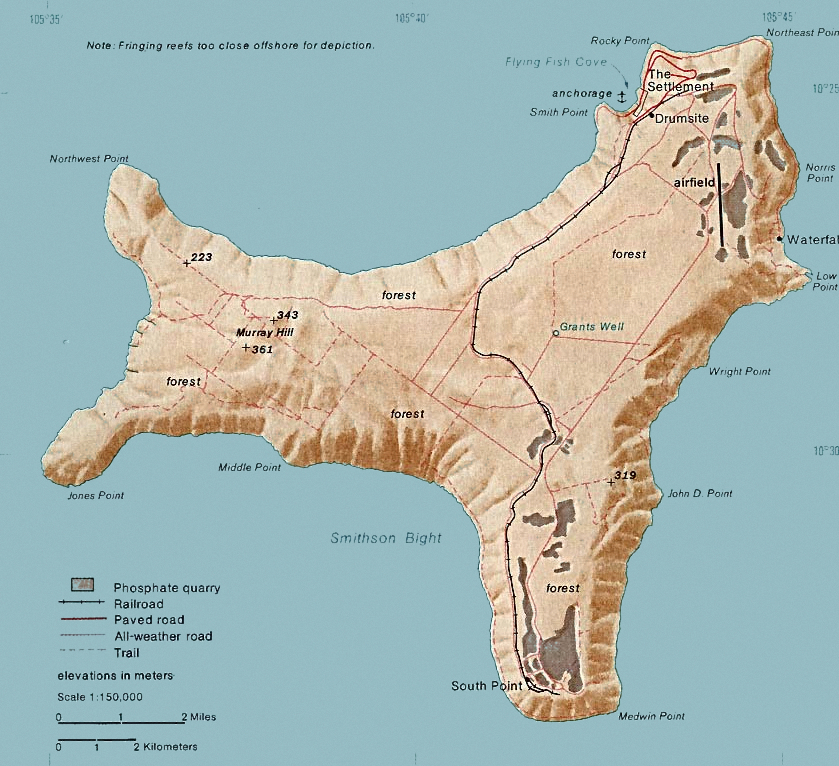 105°35'
105°40'
105°45'
Note: Fringing reefs too close offshore for depiction.
Rocky Point
Northeast Poin
Flying Fish Cove
The
Settlement
anchorage
10°25
Smith Point
Drumsite
Northwest Point
Norris
Point
airfield
Waterfal
223
forest
Low
Point
forest
343
Murray Hill
361
Grants Well
forest
Wright Point
forest
10°30
Middle Point
319
Jones Point
John D. Point
Smithson Bight
forest
Phosphate quarry
Railroad
Paved road
All-weather road
Trail
elevations in meters
Scale 1:150,000
0 1 2 Miles
0 1 2 Kilometers
South Point
Medwin Point